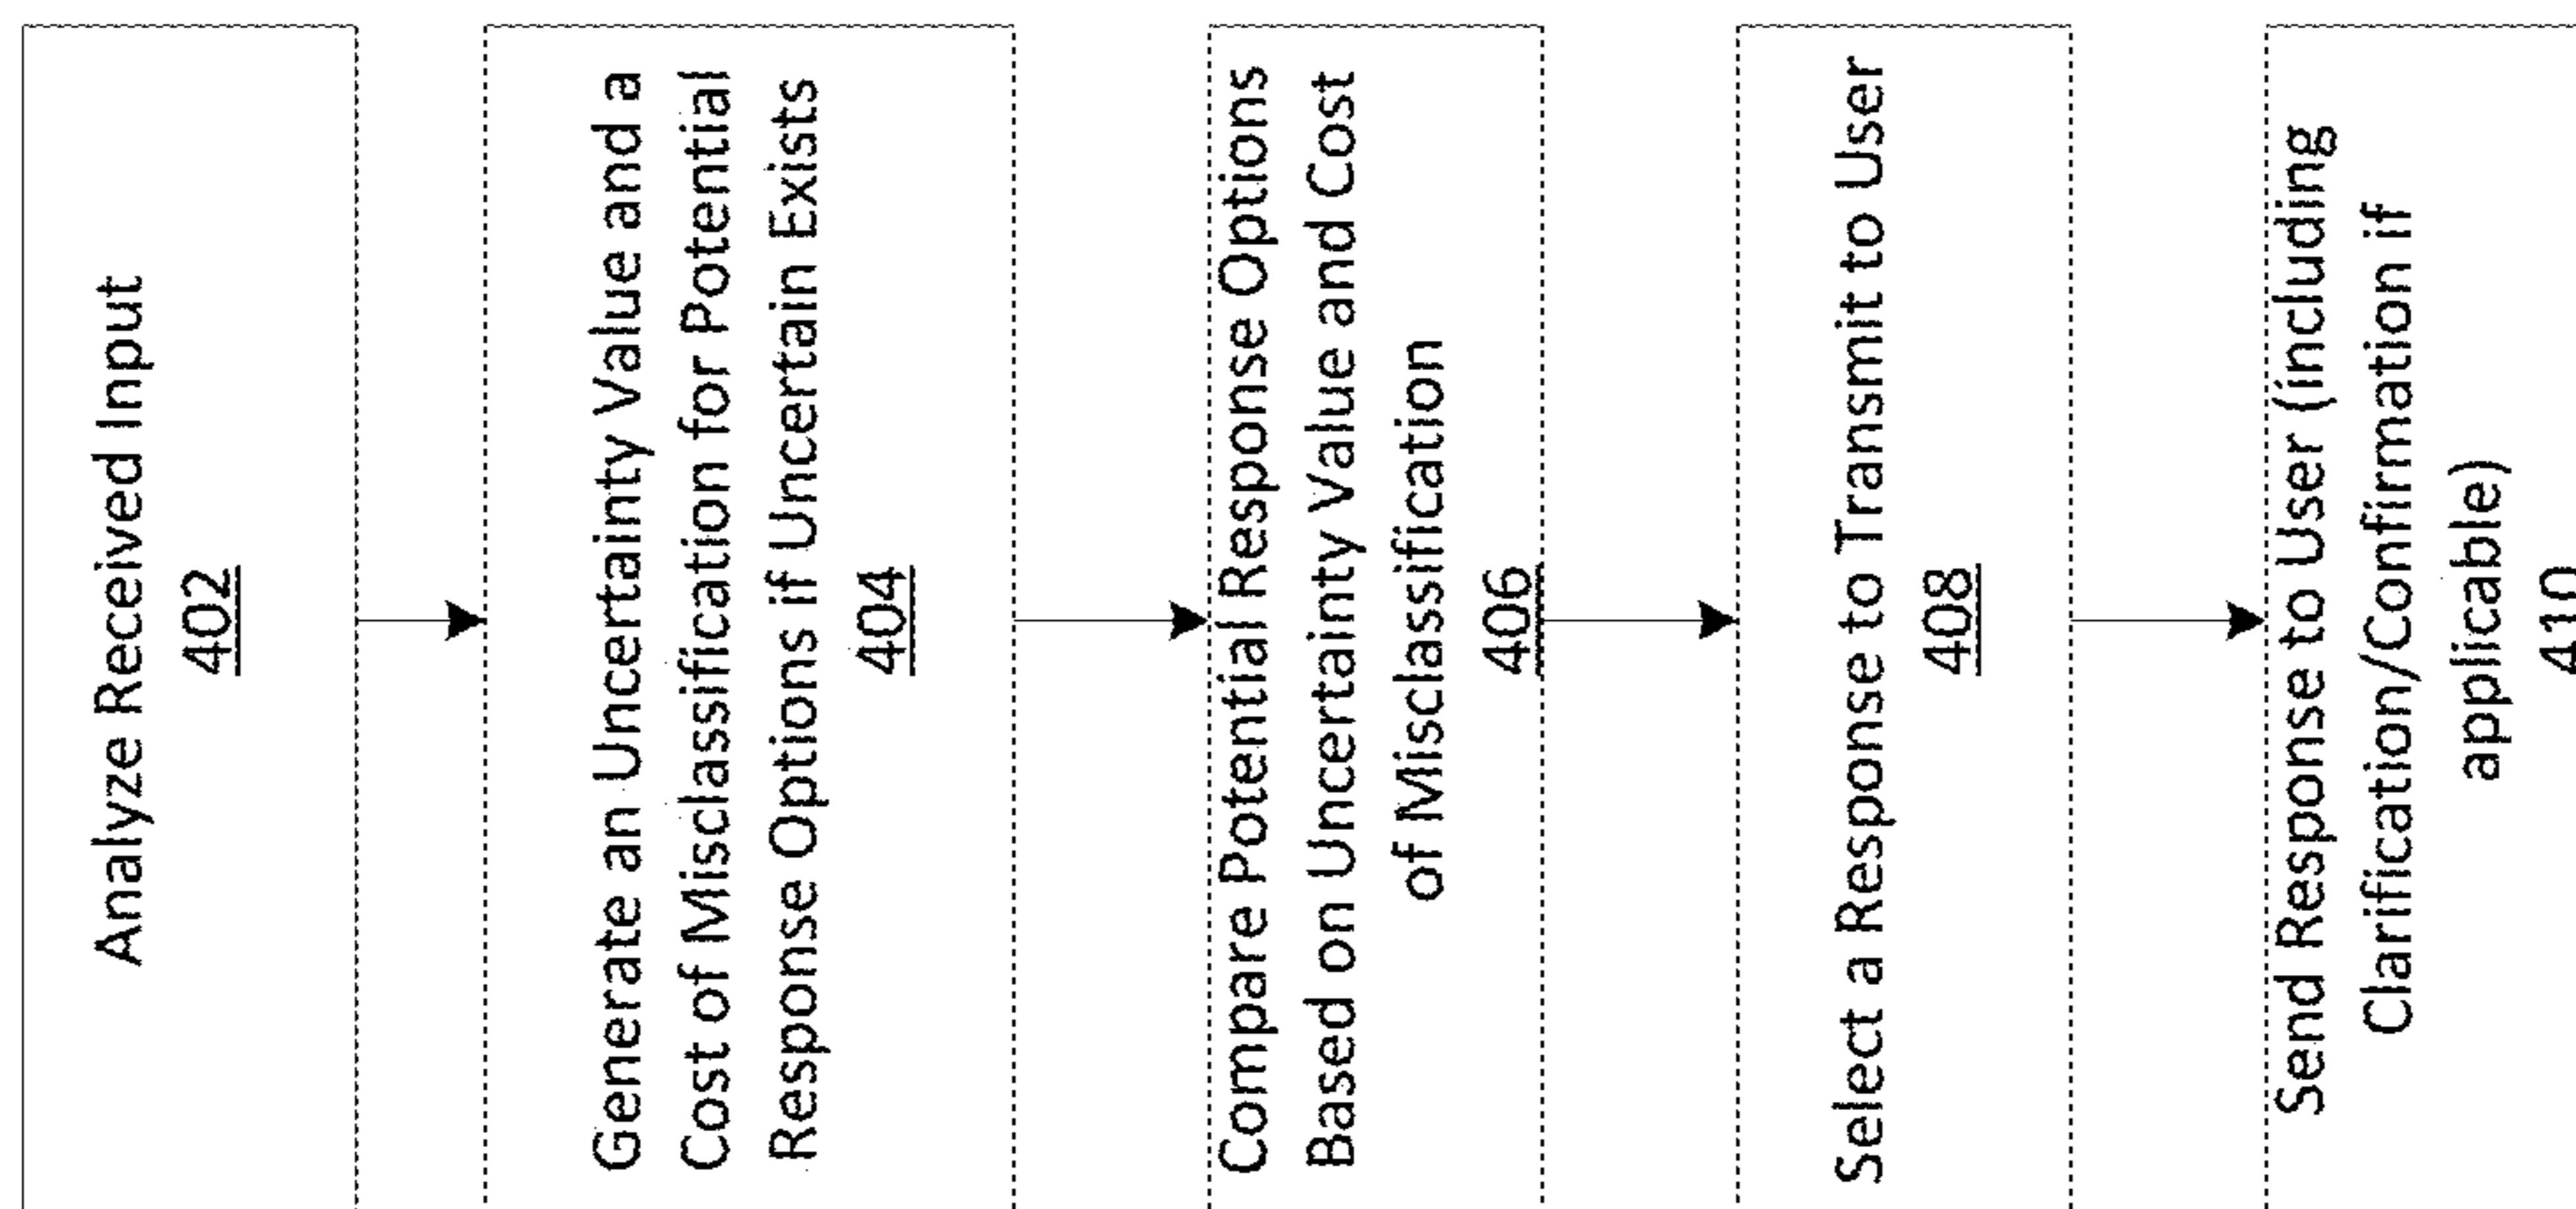 Analyze Received Input
402
Generate an Uncertainty Value and a
Cost of Misclassification for Potential
Response Options if Uncertain Exists
404
Compare Potential Response Options
Based on Uncertainty Value and Cost
of Misclassification
406
Select a Response to Transmit to User
408
Send Response to User (including
Clarification/Confirmation if
applicable)
410